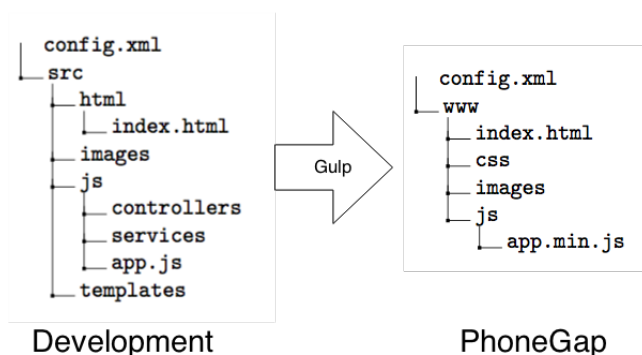 config.xml
src
html
index.html
images
js
controllers
services
app.js
templates
Development
Gulp
config.xml
www
index.html
css
images
js
app.min.js
PhoneGap